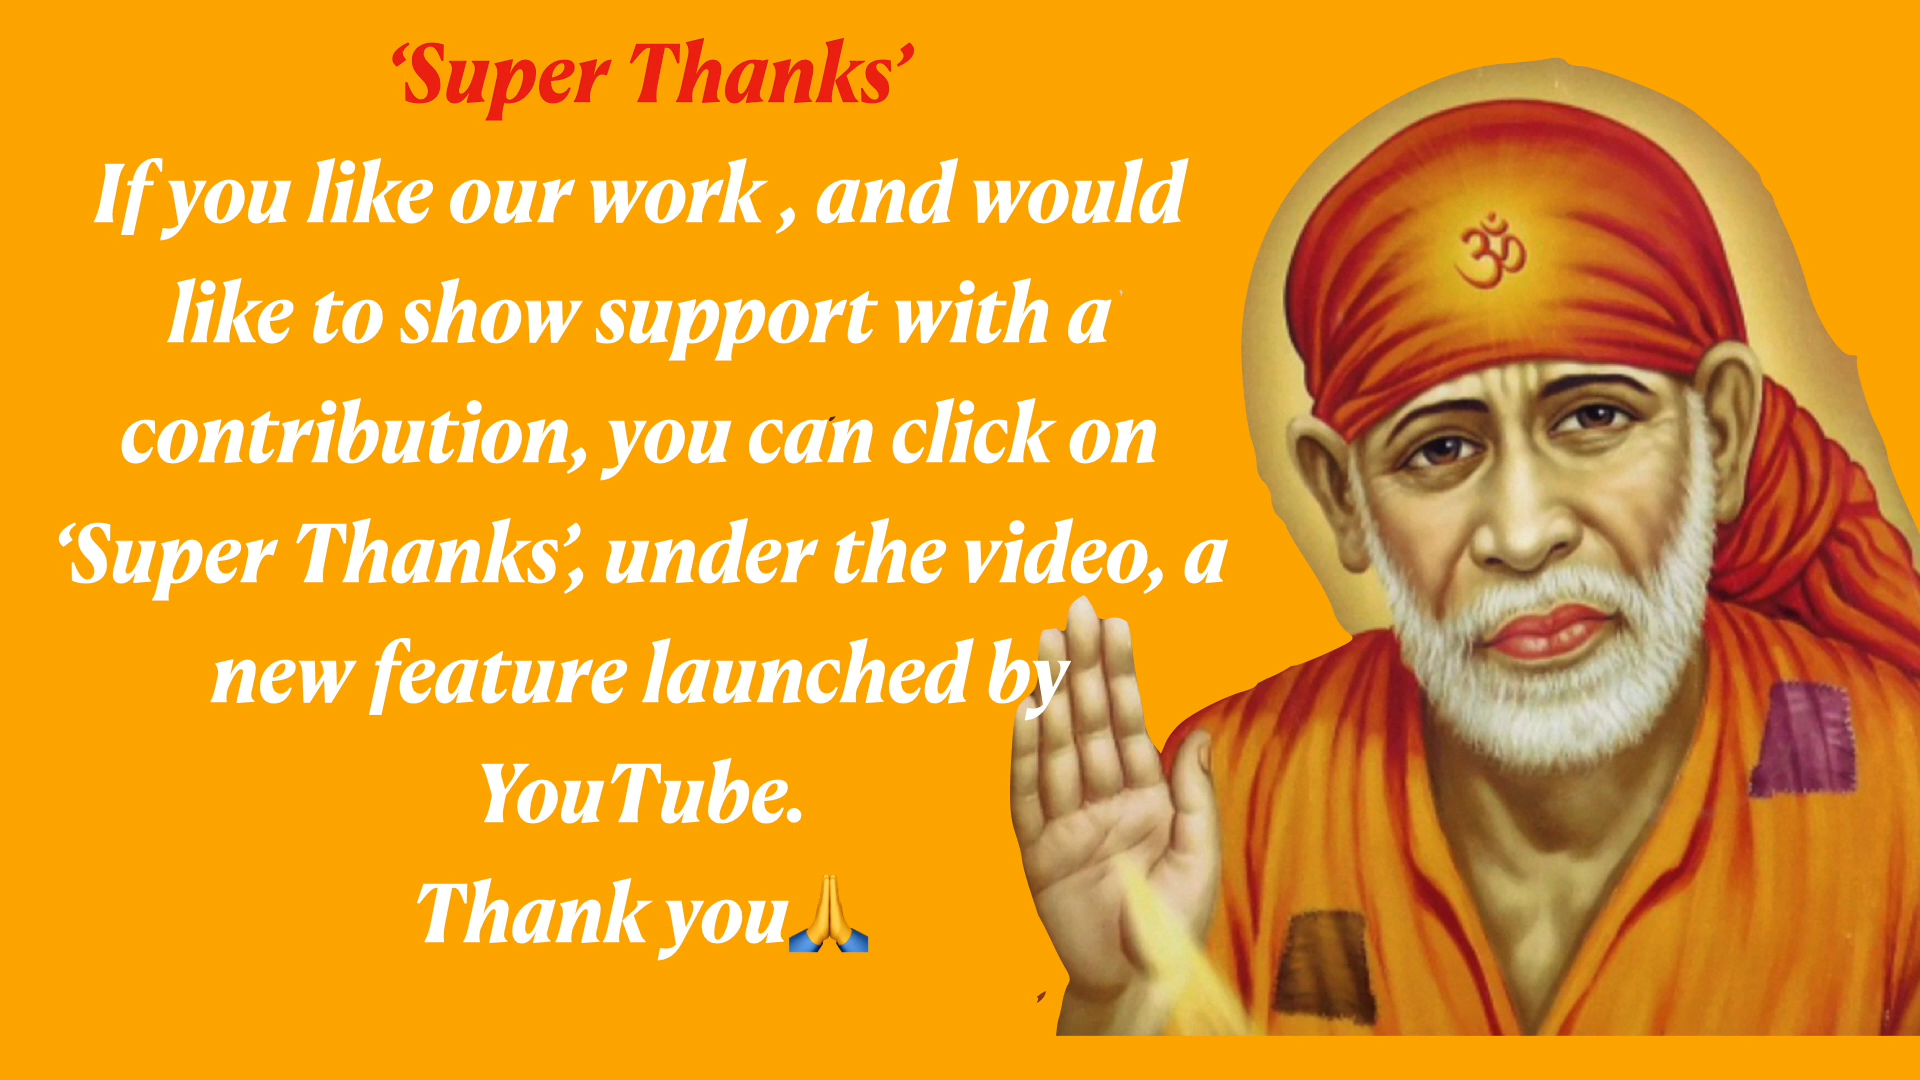 ‘Super Thanks’
If you like our work , and would
like to show support with a
contribution, you can click on
‘Super Thanks’, under the video, a
new feature launched by
YouTube.
Thank you🙏
ॐ